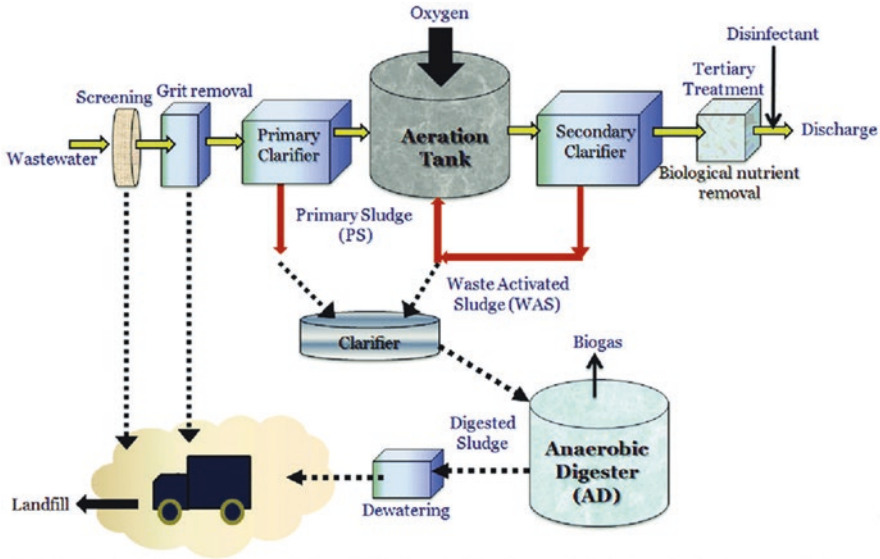 Oxygen
Disinfectant
Screening
Grit removal
Tertiary
Treatment
Wastewater
Primary
Clarifier
Aeration
Tank
Secondary
Clarifier
Discharge
Biological nutrient
removal
Primary Sludge
(PS)
Waste Activated
Sludge (WAS)
Clarifier
Biogas
Digested
Sludge
Anaerobic
Digester
(AD)
Dewatering
Landfill